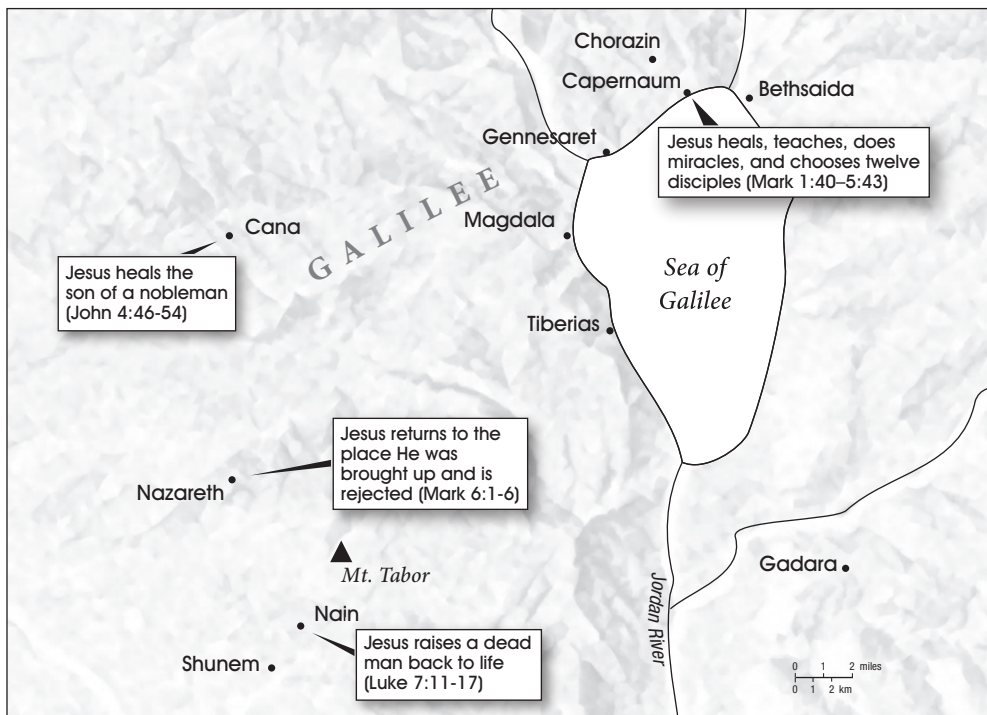 Chorazin
Capernaum
Bethsaida
Gennesaret
Jesus heals, teaches, does
miracles, and chooses twelve
disciples (Mark 1:40–5:43)
GALILEE
Cana
Magdala
Jesus heals the
son of a nobleman
(John 4:46-54)
Sea of
Galilee
Tiberias
Jesus returns to the
place He was
brought up and is
rejected (Mark 6:1-6)
Nazareth
Mt. Tabor
Gadara
Jordan River
Nain
Jesus raises a dead
man back to life
(Luke 7:11-17)
Shunem
0 1 2 miles
0 1 2 km